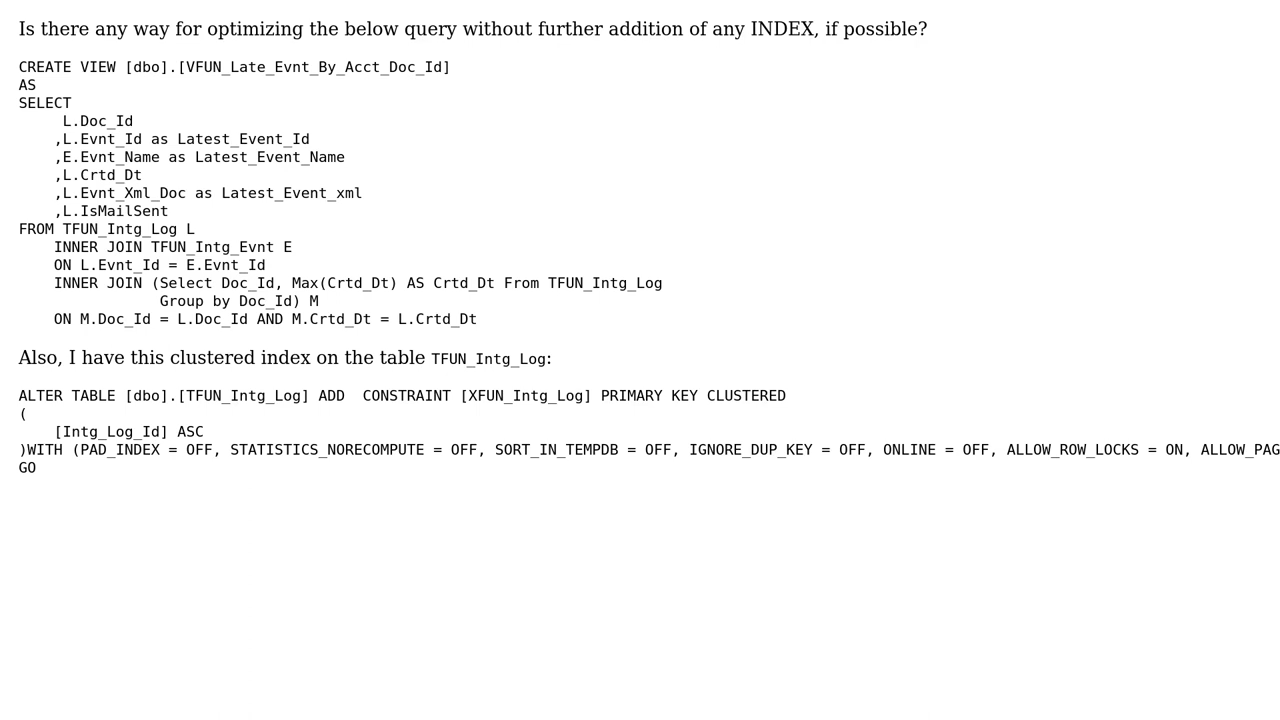 Is there any way for optimizing the below query without further addition of any INDEX, if possible?
CREATE VIEW [dbo].[VFUN_Late_Evnt_By_Acct_Doc_Id]
AS
SELECT
     L.Doc_Id
    ,L.Evnt_Id as Latest_Event_Id
    ,E.Evnt_Name as Latest_Event_Name
    ,L.Crtd_Dt
    ,L.Evnt_Xml_Doc as Latest_Event_xml
    ,L.IsMailSent
FROM TFUN_Intg_Log L
    INNER JOIN TFUN_Intg_Evnt E
    ON L.Evnt_Id = E.Evnt_Id
    INNER JOIN (Select Doc_Id, Max(Crtd_Dt) AS Crtd_Dt From TFUN_Intg_Log
                Group by Doc_Id) M
    ON M.Doc_Id = L.Doc_Id AND M.Crtd_Dt = L.Crtd_Dt
Also, I have this clustered index on the table TFUN_Intg_Log:
ALTER TABLE [dbo].[TFUN_Intg_Log] ADD  CONSTRAINT [XFUN_Intg_Log] PRIMARY KEY CLUSTERED
(
    [Intg_Log_Id] ASC
)WITH (PAD_INDEX = OFF, STATISTICS_NORECOMPUTE = OFF, SORT_IN_TEMPDB = OFF, IGNORE_DUP_KEY = OFF, ONLINE = OFF, ALLOW_ROW_LOCKS = ON, ALLOW_PAG
GO